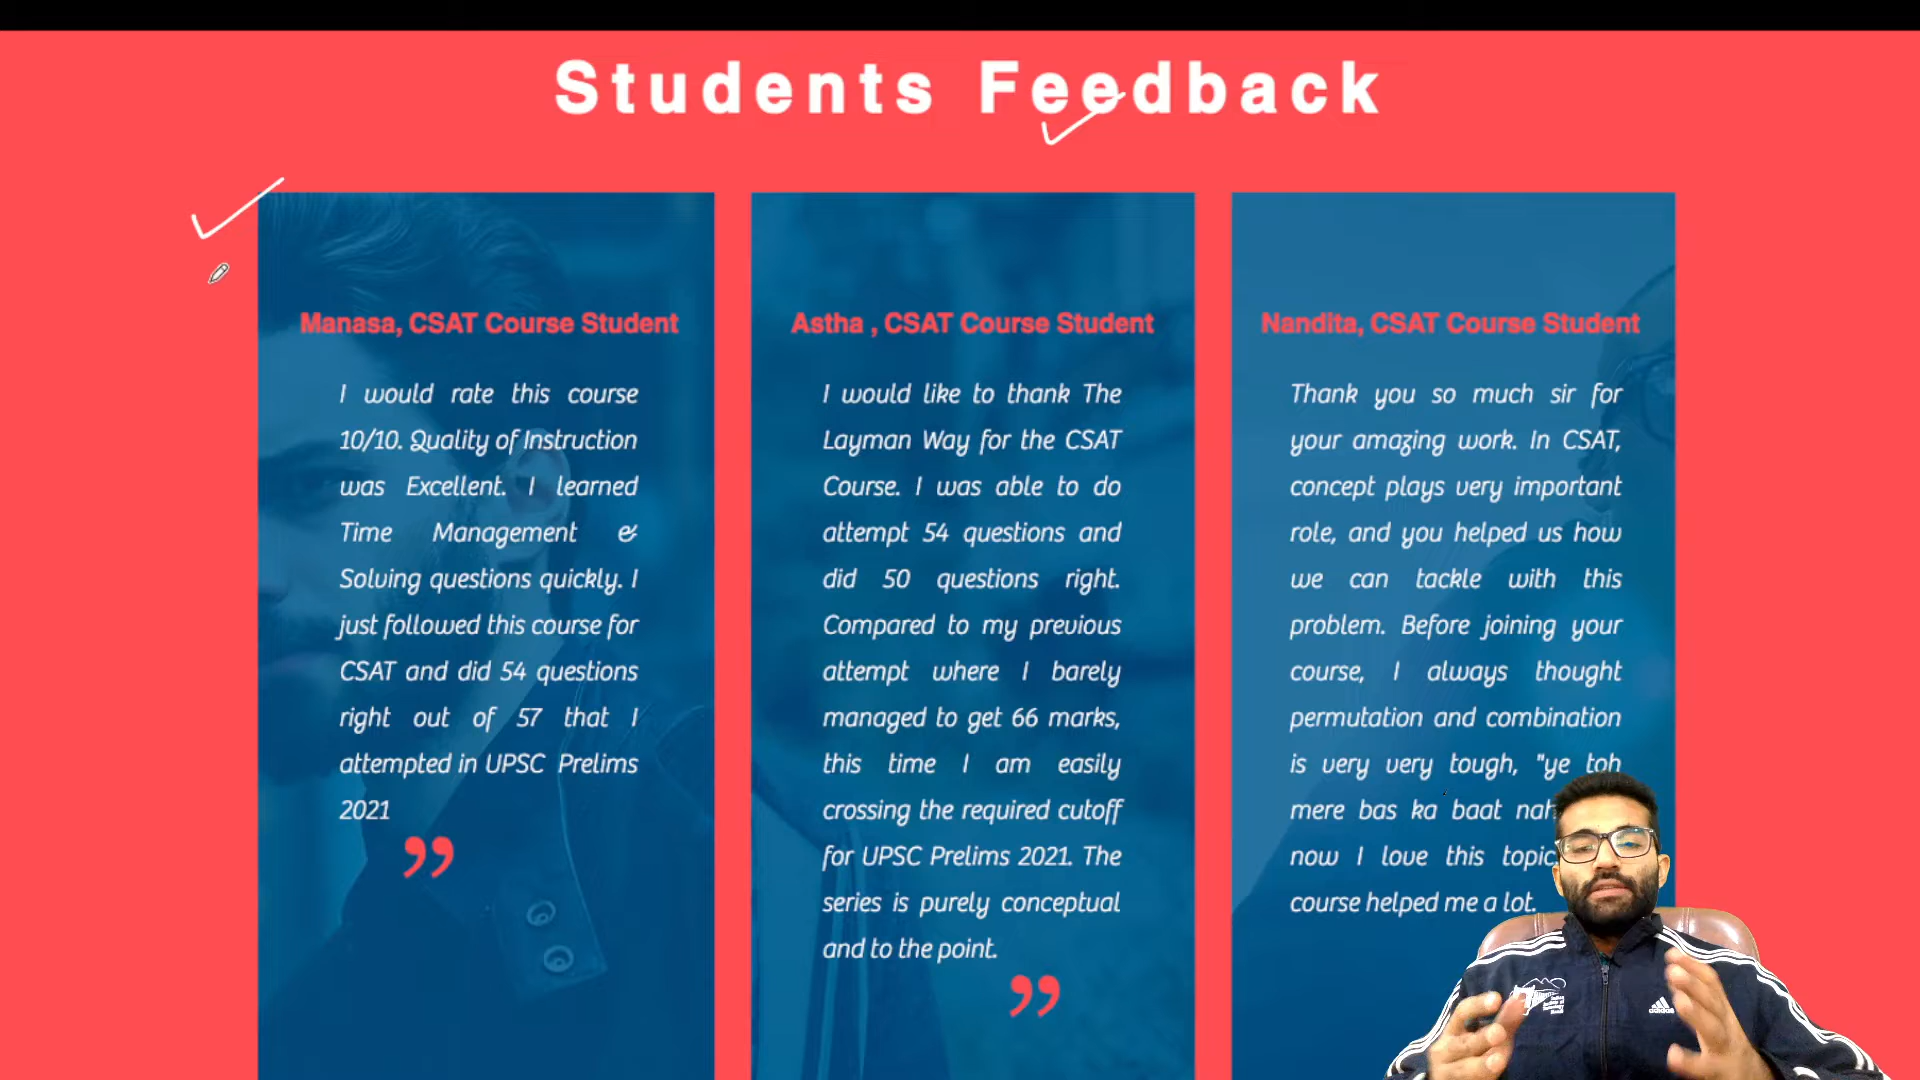 Students Feedback
Manasa, CSAT Course Student
I would rate this course
10/10. Quality of Instruction
was Excellent. I learned
Time Management &
Solving questions quickly. I
just followed this course for
CSAT and did 54 questions
right out of 57 that I
attempted in UPSC Prelims
2021
”
Astha , CSAT Course Student
I would like to thank The
Layman Way for the CSAT
Course. I was able to do
attempt 54 questions and
did 50 questions right.
Compared to my previous
attempt where I barely
managed to get 66 marks,
this time I am easily
crossing the required cutoff
for UPSC Prelims 2021. The
series is purely conceptual
and to the point.
”
Nandita, CSAT Course Student
Thank you so much sir for
your amazing work. In CSAT,
concept plays very important
role, and you helped us how
we can tackle with this
problem. Before joining your
course, I always thought
permutation and combination
is very very tough, "ye toh
mere bas ka baat
now I love this topic
course helped me a lot.
adidas